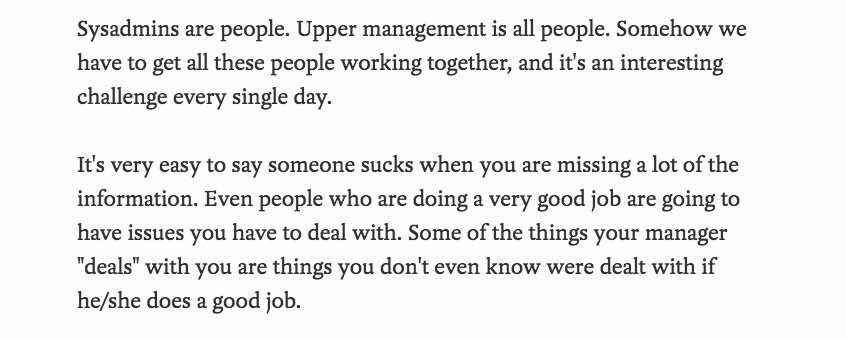 Sysadmins are people. Upper management is all people. Somehow we
have to get all these people working together, and it's an interesting
challenge every single day.
It's very easy to say someone sucks when you are missing a lot of the
information. Even people who are doing a very good job are going to
have issues you have to deal with. Some of the things your manager
"deals" with you are things you don't even know were dealt with if
he/she does a good job.